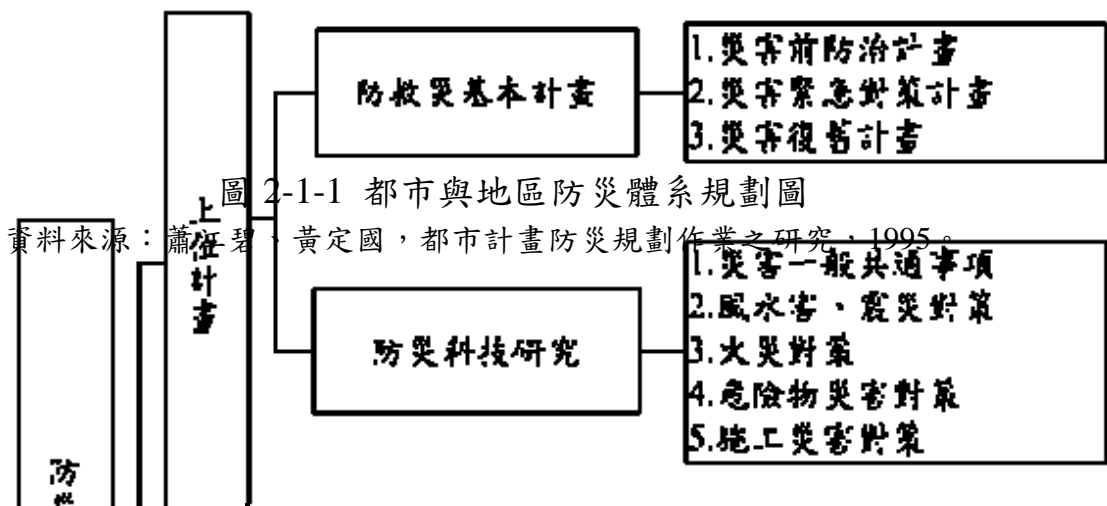 防救災基本計畫
1.災害前防治計畫
2.災害緊急對策計畫
3.災害復舊計畫
圖 2-1-1 都市與地區防災體系規劃圖
資料來源：蕭江碧、黃定國，都市計畫防災規劃作業之研究，1995。
上位計畫
防災科技研究
1.災害一般共通事項
2.風水害、震災對策
3.火災對策
4.危險物災害對策
5.施工災害對策
防